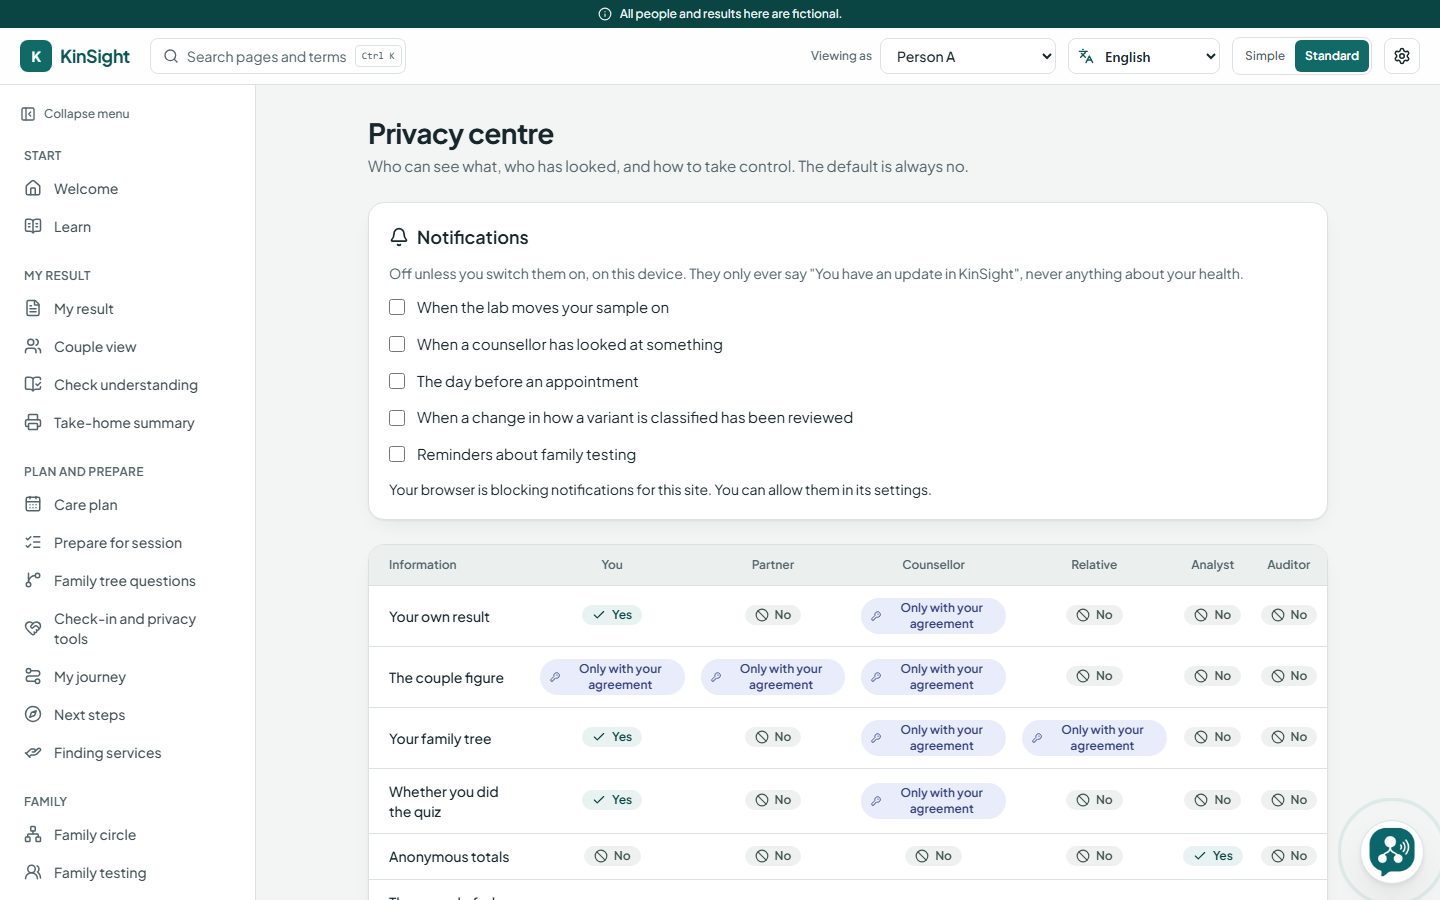 All people and results here are fictional.
K KinSight
Search pages and terms Ctrl K
Viewing as Person A English Simple Standard
Collapse menu
START
Welcome
Learn
MY RESULT
My result
Couple view
Check understanding
Take-home summary
PLAN AND PREPARE
Care plan
Prepare for session
Family tree questions
Check-in and privacy
tools
My journey
Next steps
Finding services
FAMILY
Family circle
Family testing
Privacy centre
Who can see what, who has looked, and how to take control. The default is always no.
Notifications
Off unless you switch them on, on this device. They only ever say "You have an update in KinSight", never anything about your health.
When the lab moves your sample on
When a counsellor has looked at something
The day before an appointment
When a change in how a variant is classified has been reviewed
Reminders about family testing
Your browser is blocking notifications for this site. You can allow them in its settings.
Information You Partner Counsellor Relative Analyst Auditor
Your own result Yes No Only with your agreement No No No
The couple figure Only with your agreement Only with your agreement Only with your agreement No No No
Your family tree Yes No Only with your agreement Only with your agreement No No
Whether you did the quiz Yes No Only with your agreement No No No
Anonymous totals No No No No Yes No